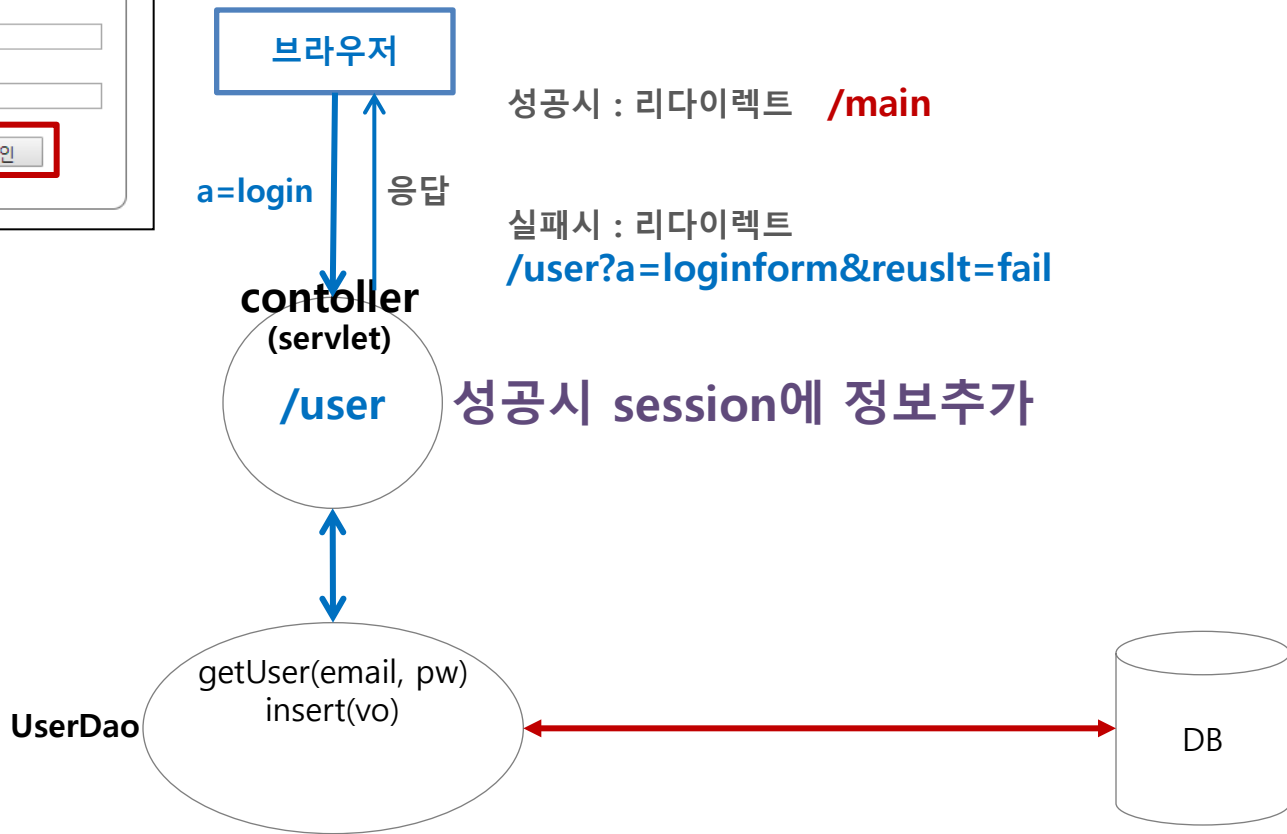 인
브라우저
성공시 : 리다이렉트 /main
a=login
응답
실패시 : 리다이렉트
/user?a=loginform&reuslt=fail
contoller
(servlet)
/user
성공시 session에 정보추가
getUser(email, pw)
insert(vo)
UserDao
DB